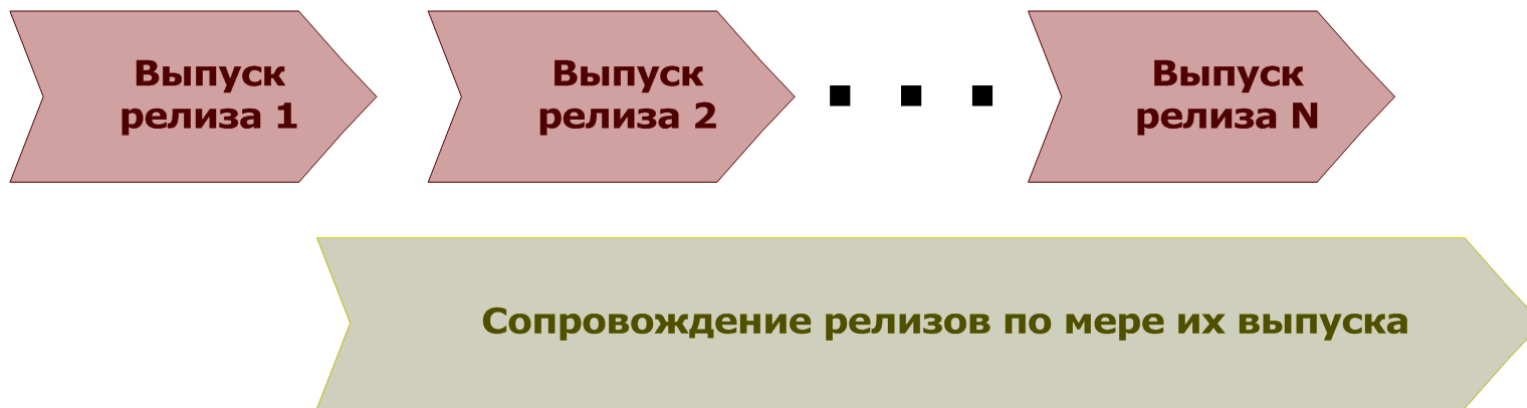 Выпуск
релиза 1
Выпуск
релиза 2
Выпуск
релиза N
Сопровождение релизов по мере их выпуска